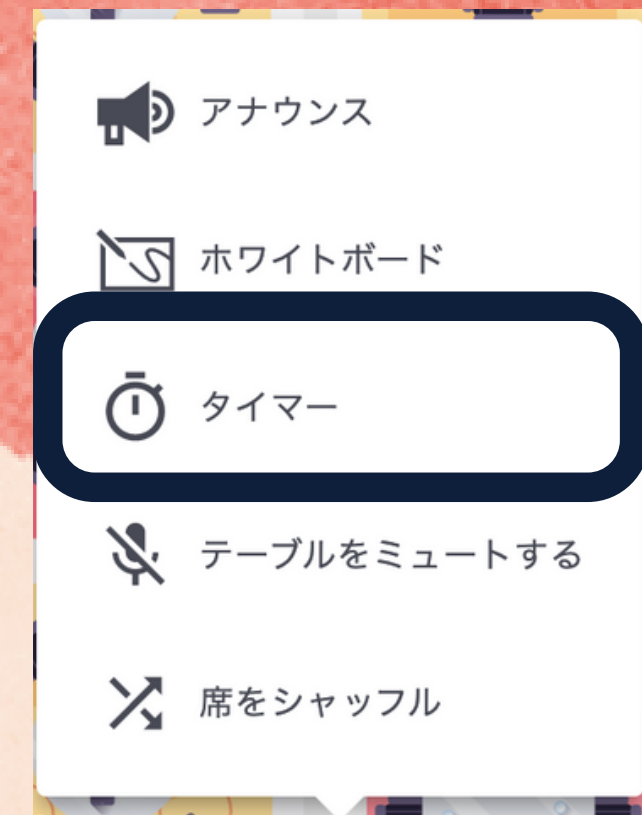 アナウンス
ホワイトボード
タイマー
テーブルをミュートする
席をシャッフル